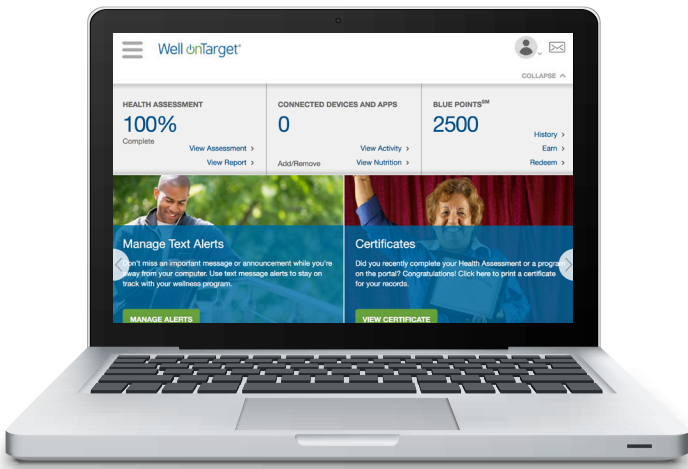 Well onTarget®
COLLAPSE
HEALTH ASSESSMENT
100%
Complete
View Assessment >
View Report >
CONNECTED DEVICES AND APPS
0
View Activity >
Add/Remove
View Nutrition >
BLUE POINTS℠
2500
History >
Earn >
Redeem >
Manage Text Alerts
Don't miss an important message or announcement while you're
away from your computer. Use text message alerts to stay on
track with your wellness program.
MANAGE ALERTS
Certificates
Did you recently complete your Health Assessment or a program
on the portal? Congratulations! Click here to print a certificate
for your records.
VIEW CERTIFICATE